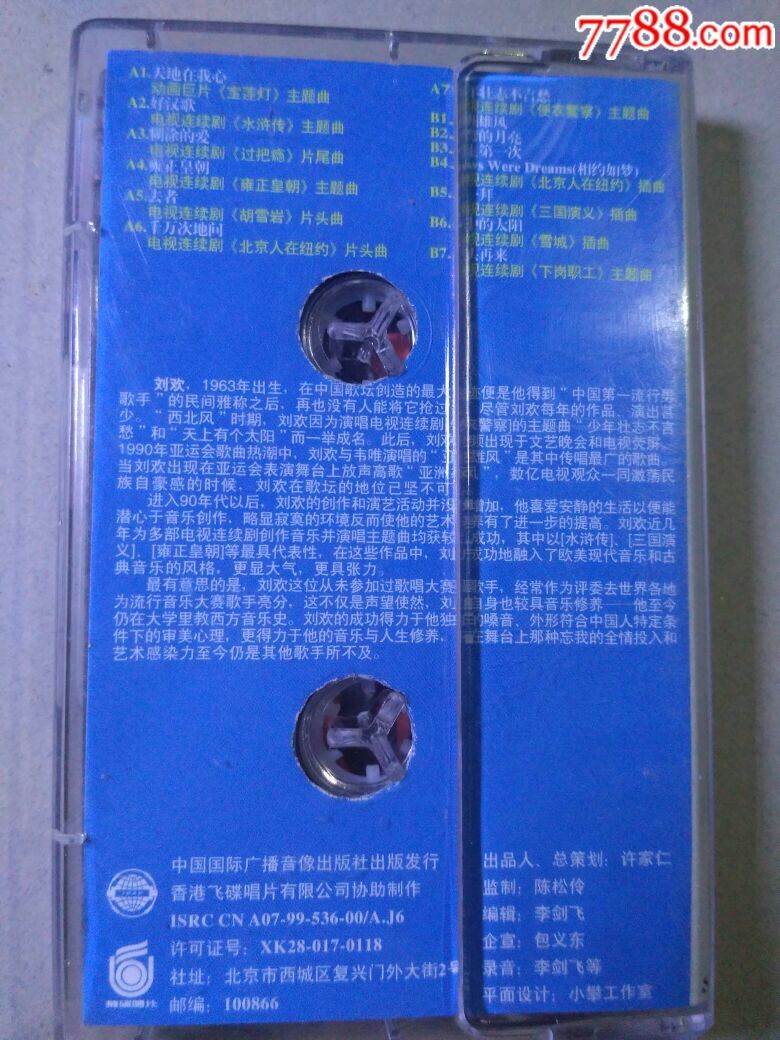 7788.com
A1.天地在我心
动画巨片《宝莲灯》主题曲
A2.好汉歌
电视连续剧《水浒传》主题曲
A3.糊涂的爱
电视连续剧《过把瘾》片尾曲
A4.雍正皇朝
电视连续剧《雍正皇朝》主题曲
A5.去者
电视连续剧《胡雪岩》片头曲
A6.千万次地问
电视连续剧《北京人在纽约》片头曲
A7 壮志不言愁
视连续剧《便衣警察》主题曲
B1. 雄风
B2. 的月亮
B3. 第一次
B4. Were Dreams(相约如梦)
视连续剧《北京人在纽约》插曲
B5. 拜
视连续剧《三国演义》插曲
B6. 的太阳
视连续剧《雪城》插曲
B7. 再来
视连续剧《下岗职工》主题曲
刘欢，1963年出生，在中国歌坛创造的最大 迹便是他得到“中国第一流行男
歌手”的民间雅称之后，再也没有人能将它抢过 尽管刘欢每年的作品、演出甚
少。“西北风”时期，刘欢因为演唱电视连续剧 衣警察]的主题曲“少年壮志不言
愁”和“天上有个太阳”而一举成名。此后，刘欢 频出现于文艺晚会和电视荧屏。
1990年亚运会歌曲热潮中，刘欢与韦唯演唱的“ 雄风”是其中传唱最广的歌曲。
当刘欢出现在亚运会表演舞台上放声高歌“亚洲 ”，数亿电视观众一同激荡民
族自豪感的时候，刘欢在歌坛的地位已坚不可
进入90年代以后，刘欢的创作和演艺活动并没 增加，他喜爱安静的生活以便能
潜心于音乐创作，略显寂寞的环境反而使他的艺术 有了进一步的提高。刘欢近几
年为多部电视连续剧创作音乐并演唱主题曲均获较 成功，其中以[水浒传]、[三国演
义]、[雍正皇朝]等最具代表性，在这些作品中，刘 成功地融入了欧美现代音乐和古
典音乐的风格，更显大气，更具张力。
最有意思的是，刘欢这位从未参加过歌唱大赛 歌手，经常作为评委去世界各地
为流行音乐大赛歌手亮分，这不仅是声望使然，刘 自身也较具音乐修养——他至今
仍在大学里教西方音乐史。刘欢的成功得力于他独 的嗓音、外形符合中国人特定条
件下的审美心理，更得力于他的音乐与人生修养， 在舞台上那种忘我的全情投入和
艺术感染力至今仍是其他歌手所不及。
中国国际广播音像出版社出版发行
香港飞碟唱片有限公司协助制作
ISRC CN A07-99-536-00/A.J6
许可证号：XK28-017-0118
社址：北京市西城区复兴门外大街2号
邮编：100866
出品人、总策划：许家仁
监制：陈松伶
编辑：李剑飞
企宣：包义东
录音：李剑飞等
平面设计：小攀工作室